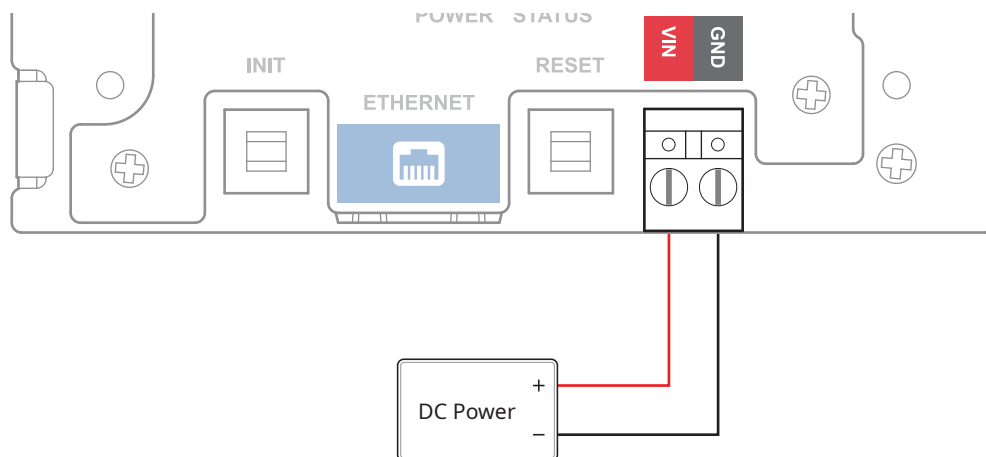 POWER STATUS
VIN GND
INIT
RESET
ETHERNET
+
DC Power
−